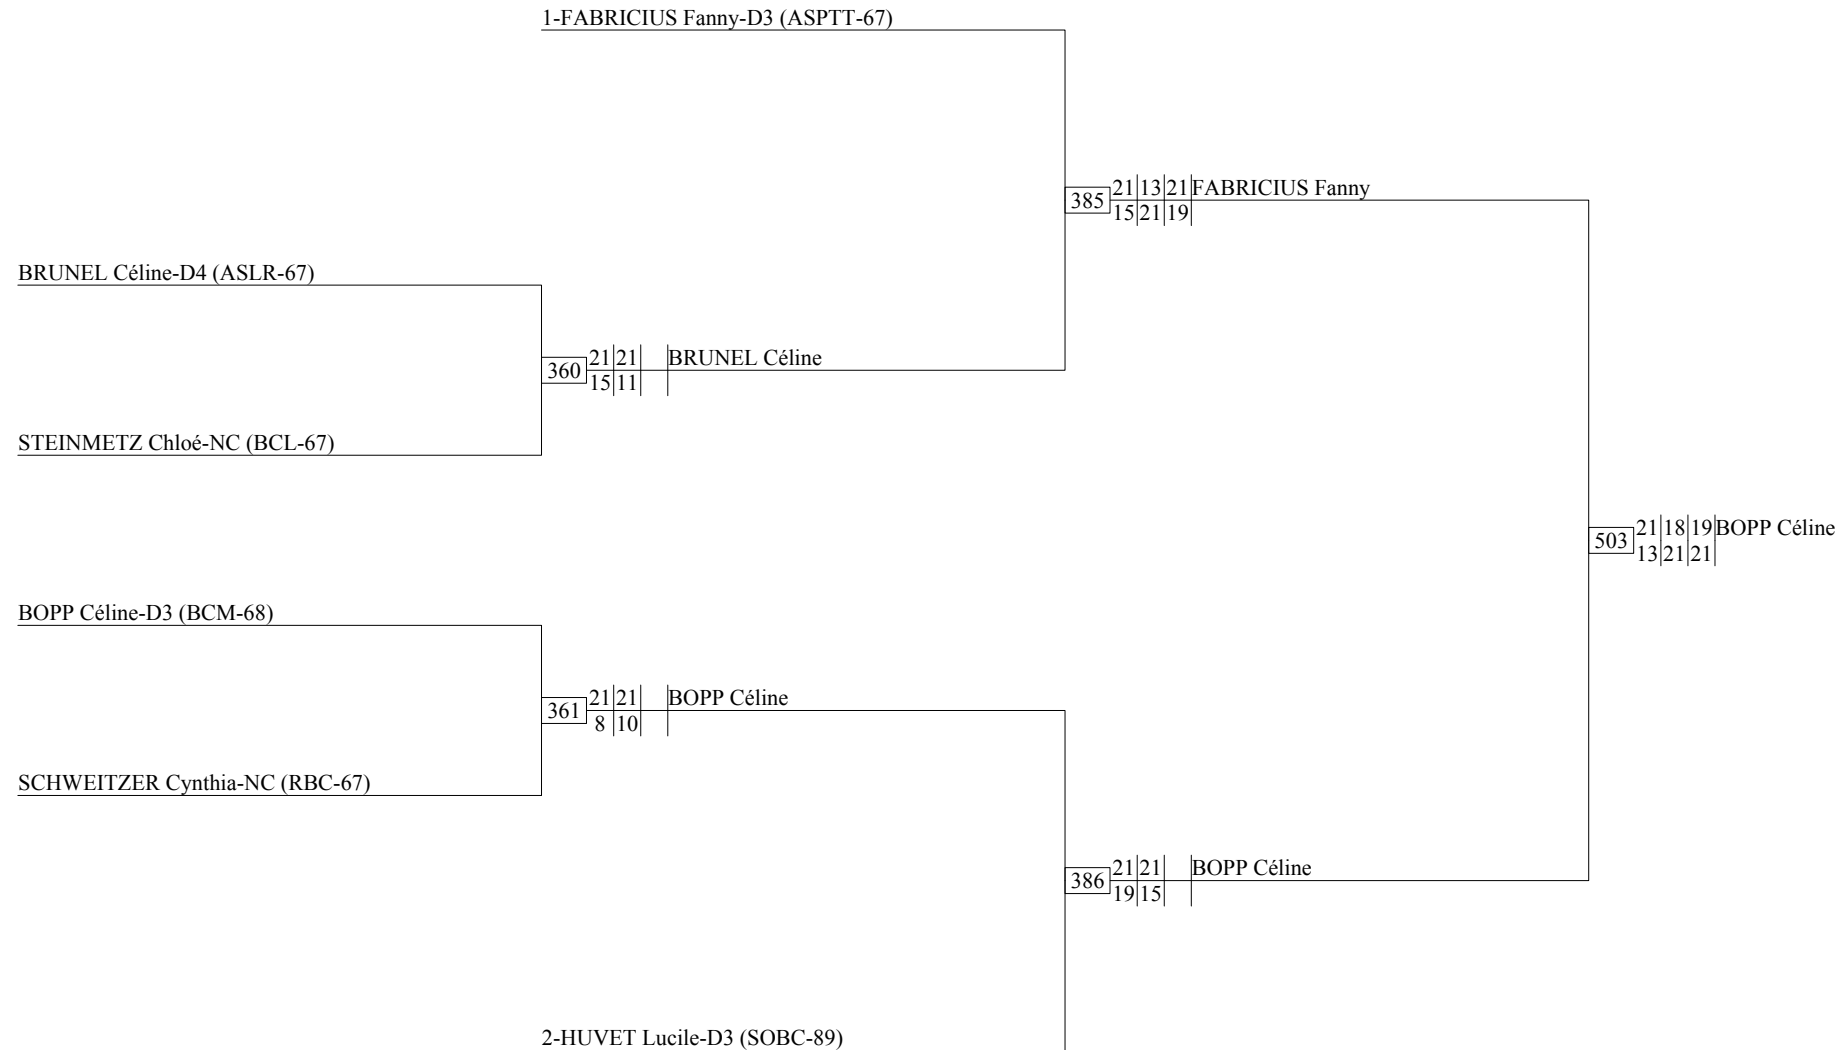 1-FABRICIUS Fanny-D3 (ASPTT-67)
385 21 13 21 FABRICIUS Fanny
15 21 19
BRUNEL Céline-D4 (ASLR-67)
360 21 21 BRUNEL Céline
15 11
STEINMETZ Chloé-NC (BCL-67)
503 21 18 19 BOPP Céline
13 21 21
BOPP Céline-D3 (BCM-68)
361 21 21 BOPP Céline
8 10
SCHWEITZER Cynthia-NC (RBC-67)
386 21 21 BOPP Céline
19 15
2-HUVET Lucile-D3 (SOBC-89)